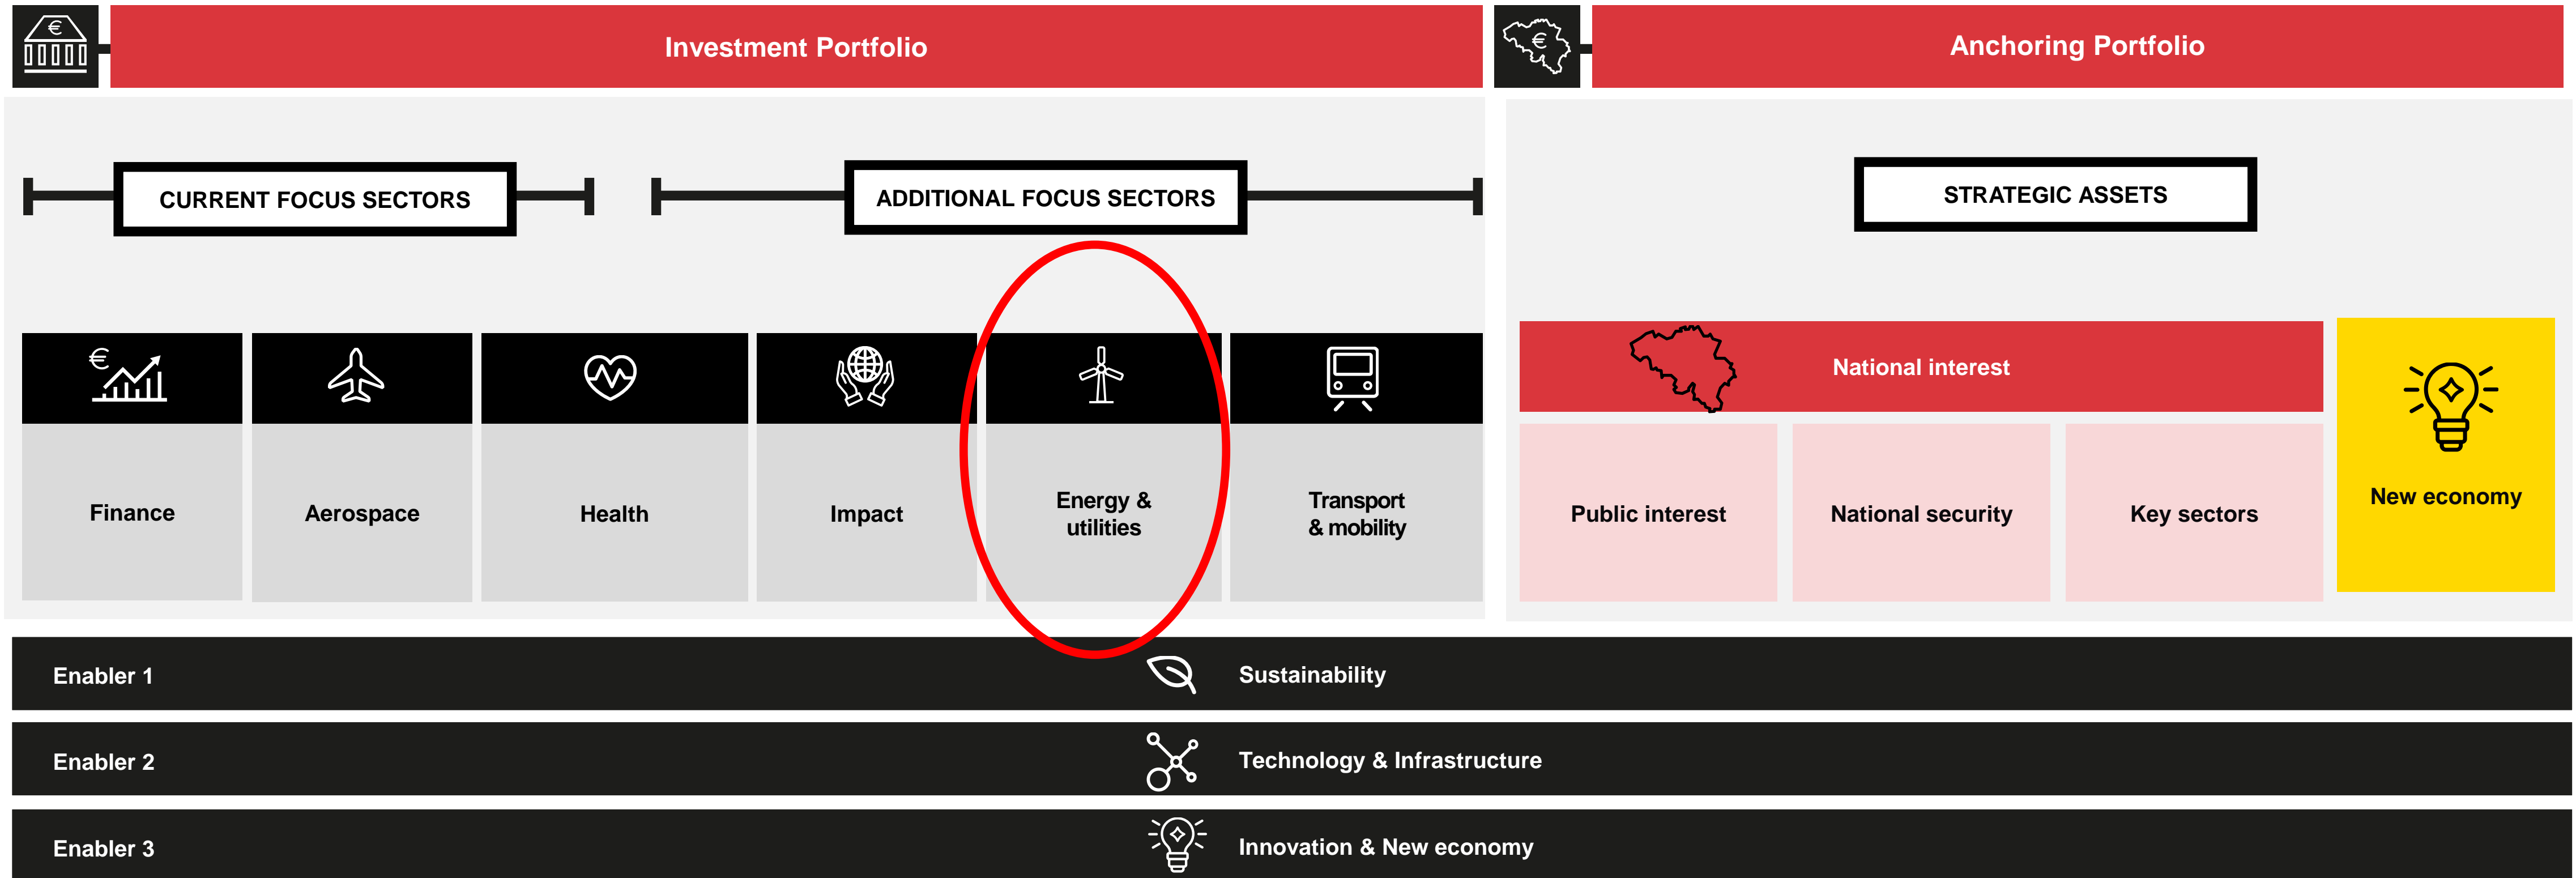 Investment Portfolio
Anchoring Portfolio
CURRENT FOCUS SECTORS
ADDITIONAL FOCUS SECTORS
STRATEGIC ASSETS
€
Finance
Aerospace
Health
Impact
Energy &
utilities
Transport
& mobility
National interest
Public interest
National security
Key sectors
New economy
Enabler 1
Sustainability
Enabler 2
Technology & Infrastructure
Enabler 3
Innovation & New economy